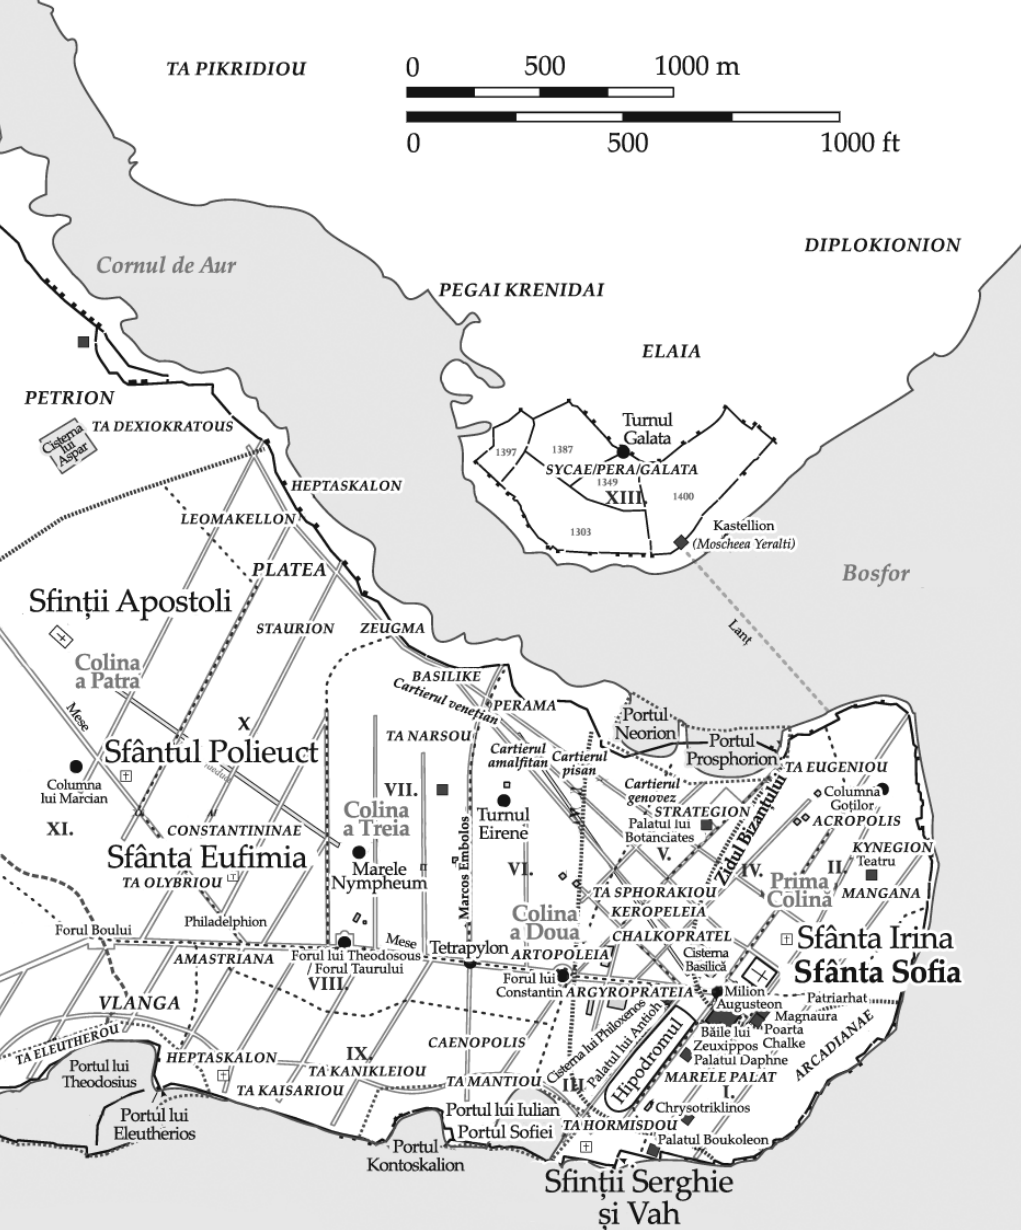 TA PIKRIDIOU
0 500 1000 m
0 500 1000 ft
DIPLOKIONION
Cornul de Aur
PEGAI KRENIDAI
ELAIA
PETRION
TA DEXIOKRATOUS
Cisterna
lui
Aspar
Turnul
Galata
1397
1387
SYCAE/PERA/GALATA
1349
XIII.
1400
1303
HEPTASKALON
LEOMAKELLON
Kastellion
(Moscheea Yeralti)
Bosfor
PLATEA
Sfinții Apostoli
STAURION
ZEUGMA
Lanț
Colina
a Patra
Mese
BASILIKE
Cartierul venețian
PERAMA
X
TA NARSOU
Portul
Neorion
Portul
Prosphorion
Sfântul Polieuct
Cartierul
amalfitan
Cartierul
pisan
TA EUGENIOU
Columna
lui Marcian
VII.
Cartierul
genovez
Columna
Goților
Colina
a Treia
Turnul
Eirene
STRATEGION
Palatul lui
Botaniates
ACROPOLIS
XI.
CONSTANTININAE
Zidul Bizanțului
KYNEGION
Teatru
Sfânta Eufimia
Marele
Nympheum
Marcos Embolos
V.
VI.
IV.
II.
TA OLYBRIOU
TA SPHORAKIOU
Prima
Colină
MANGANA
Philadelphion
Colina
a Doua
KEROPELEIA
Forul Boului
Mese
Tetrapylon
CHALKOPRATEL
Sfânta Irina
AMASTRIANA
Forul lui Theodosous
/ Forul Taurului
ARTOPOLEIA
Cisterna
Basilică
Sfânta Sofia
VIII.
Forul lui
Constantin
ARGYROPRATEIA
Milion
Augusteon
Patriarhat
VLANGA
Cisterna lui Philoxenos
Palatul lui Antioh
Hipodromul
Magnaura
Poarta
Chalke
Băile lui
Zeuxippos
Palatul Daphne
ARCADIANAE
TA ELEUTHEROU
HEPTASKALON
IX.
CAENOPOLIS
Portul lui
Theodosius
TA KANIKLEIOU
TA KAISARIOU
TA MANTIOU
III
MARELE PALAT
I.
Portul lui
Eleutherios
Portul lui Iulian
Portul Sofiei
Chrysotriklinos
TA HORMISDOU
Palatul Boukoleon
Portul
Kontoskalion
Sfinții Serghie
și Vah